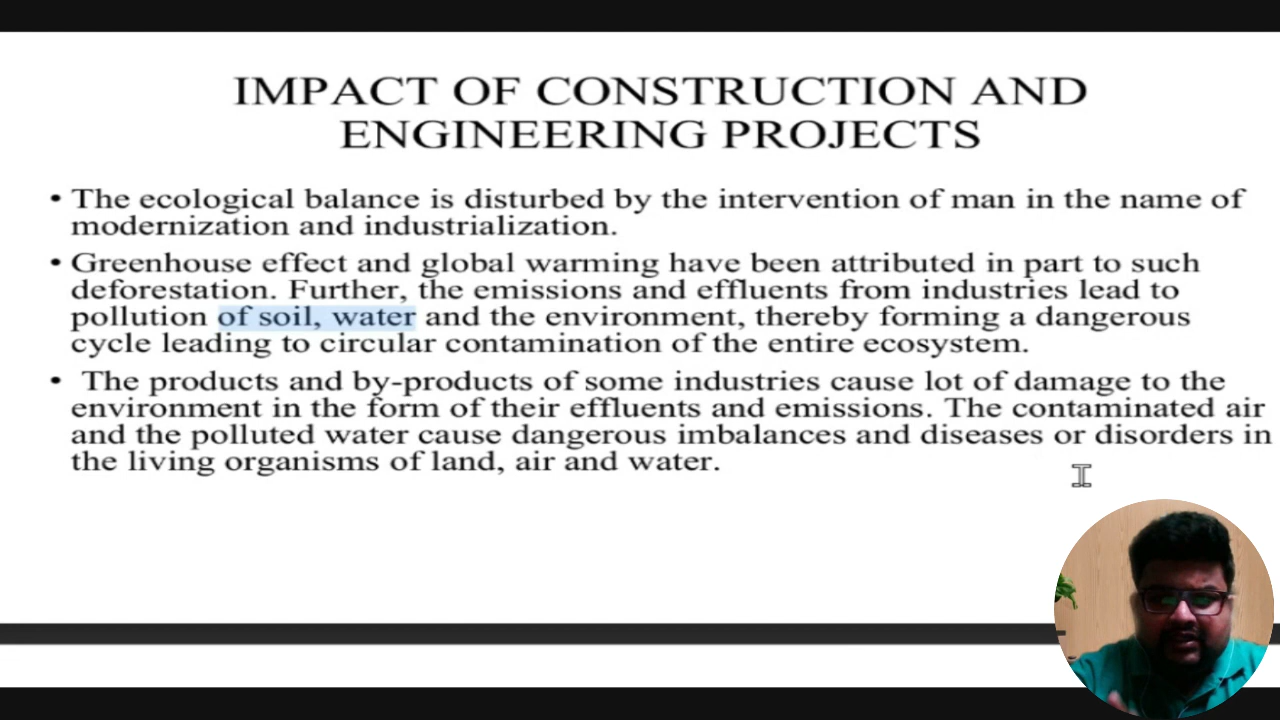 IMPACT OF CONSTRUCTION AND
ENGINEERING PROJECTS
• The ecological balance is disturbed by the intervention of man in the name of
modernization and industrialization.
• Greenhouse effect and global warming have been attributed in part to such
deforestation. Further, the emissions and effluents from industries lead to
pollution of soil, water and the environment, thereby forming a dangerous
cycle leading to circular contamination of the entire ecosystem.
• The products and by-products of some industries cause lot of damage to the
environment in the form of their effluents and emissions. The contaminated air
and the polluted water cause dangerous imbalances and diseases or disorders in
the living organisms of land, air and water.